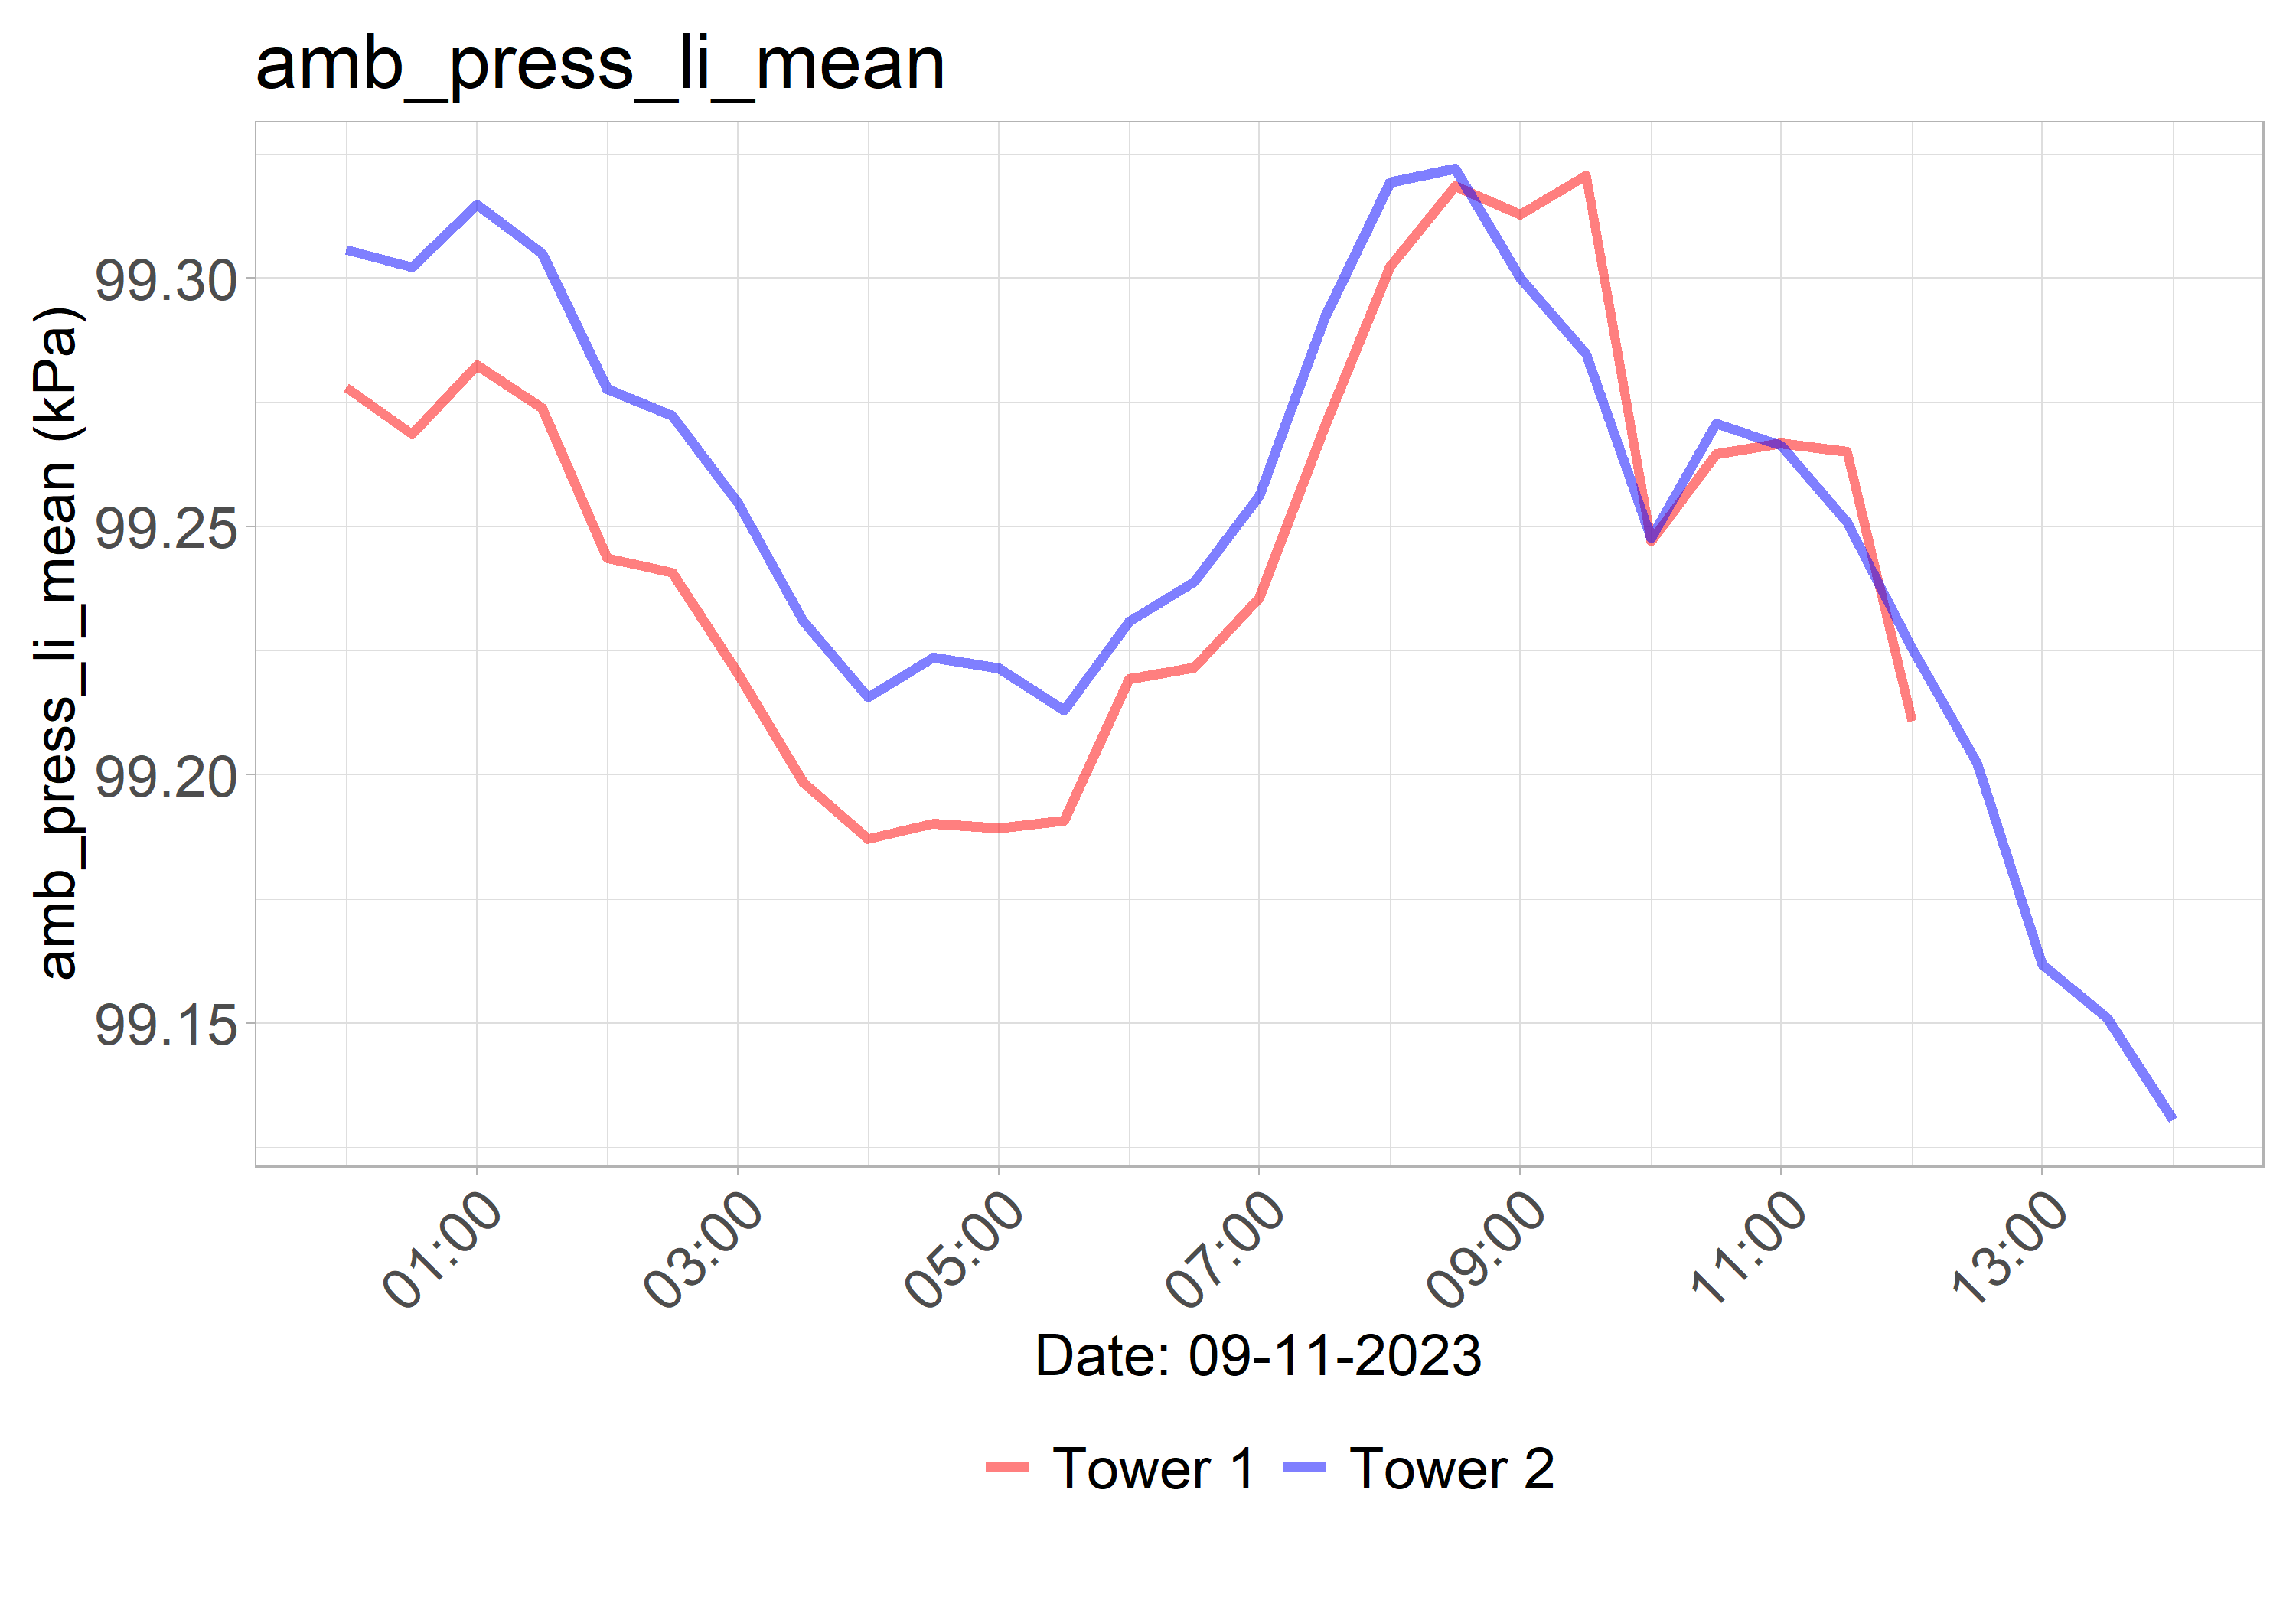 amb_press_li_mean
amb_press_li_mean (kPa)
99.30
99.25
99.20
99.15
01:00
03:00
05:00
07:00
09:00
11:00
13:00
Date: 09-11-2023
Tower 1
Tower 2